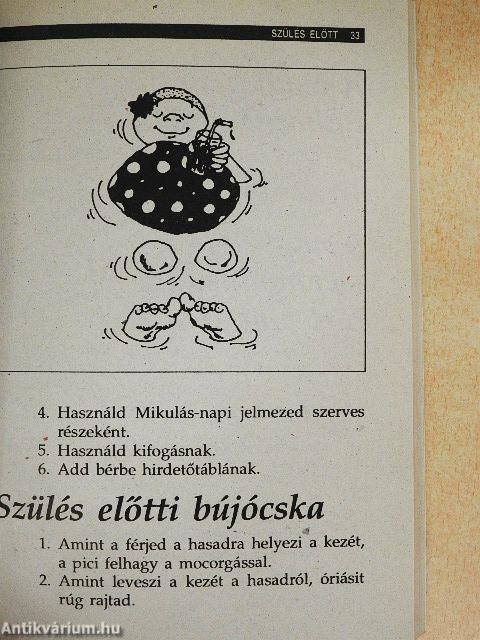 SZÜLÉS ELŐTT 33
4. Használd Mikulás-napi jelmezed szerves
részeként.
5. Használd kifogásnak.
6. Add bérbe hirdetőtáblának.
Szülés előtti bújócska
1. Amint a férjed a hasadra helyezi a kezét,
a pici felhagy a mocorgással.
2. Amint leveszi a kezét a hasadról, óriásit
rúg rajtad.
Antikvárium.hu